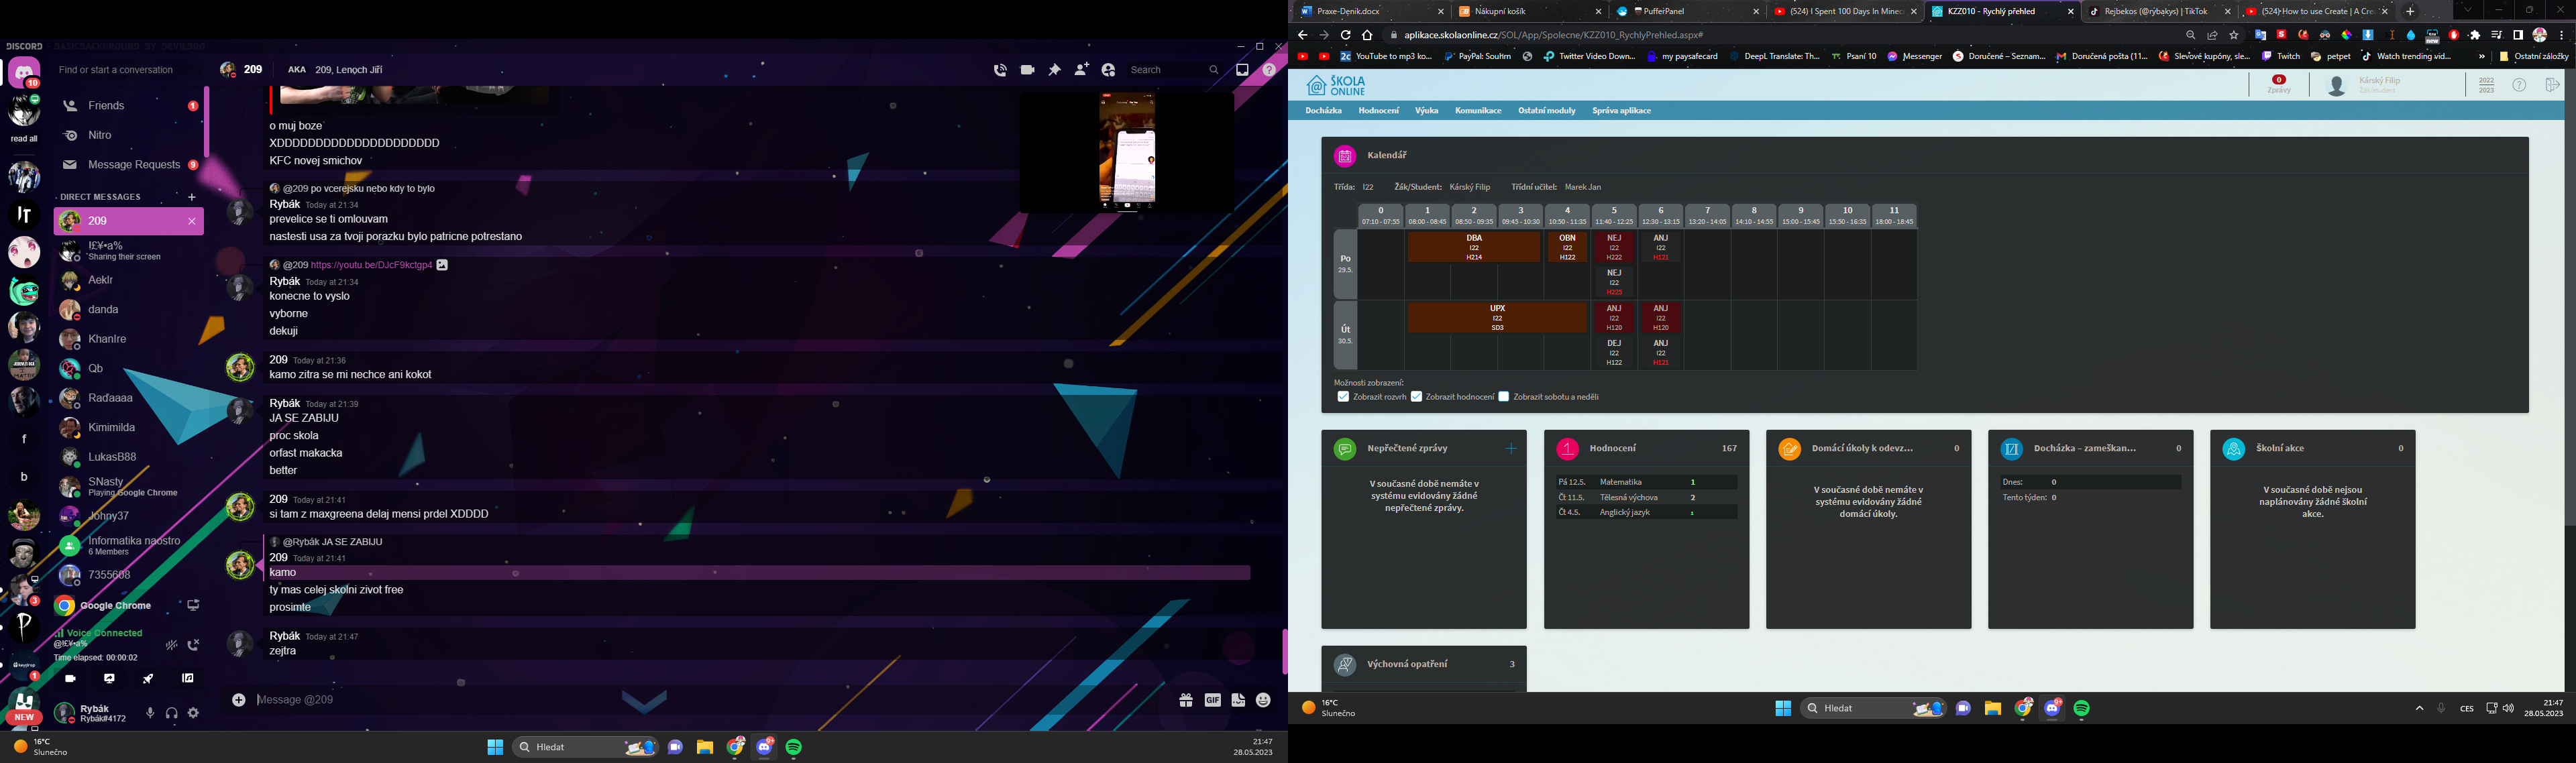 DISCORD
BASICBACKGROUND BY DEVILBRO
Find or start a conversation
209
AKA
209, Lenoch Jiří
Search
10
read all
Friends
1
Nitro
Message Requests
9
DIRECT MESSAGES
209
!£¥•a%
Sharing their screen
Aeklr
danda
KhanIre
Qb
Raďaaaa
Kimimilda
LukasB88
SNasty
Playing Google Chrome
Johny37
Informatika naostro
6 Members
7355608
f
b
3
1
NEW
Google Chrome
Voice Connected
@!£¥•a%
Time elapsed: 00:00:02
Rybák
Rybák#4172
o muj boze
XDDDDDDDDDDDDDDDDDDDDD
KFC novej smichov
@209 po vcerejsku nebo kdy to bylo
Rybák Today at 21:34
prevelice se ti omlouvam
nastesti usa za tvoji porazku bylo patricne potrestano
@209 https://youtu.be/DJcF9kctgp4
Rybák Today at 21:34
konecne to vyslo
vyborne
dekuji
209 Today at 21:36
kamo zitra se mi nechce ani kokot
Rybák Today at 21:39
JA SE ZABIJU
proc skola
orfast makacka
better
209 Today at 21:41
si tam z maxgreena delaj mensi prdel XDDDD
@Rybák JA SE ZABIJU
209 Today at 21:41
kamo
ty mas celej skolni zivot free
prosimte
Rybák Today at 21:47
zejtra
Message @209
GIF
16°C
Slunečno
Hledat
21:47
28.05.2023
Praxe-Denik.docx
Nákupní košík
PufferPanel
(524) I Spent 100 Days In Minec
KZZ010 - Rychlý přehled
Rejbekos (@rybakys) | TikTok
(524) How to use Create | A Cre
aplikace.skolaonline.cz/SOL/App/Spolecne/KZZ010_RychlyPrehled.aspx#
YouTube to mp3 ko...
PayPal: Souhrn
Twitter Video Down...
my paysafecard
DeepL Translate: Th...
Psaní 10
Messenger
Doručené – Seznam...
Doručená pošta (11...
Slevové kupóny, sle...
Twitch
petpet
Watch trending vid...
»
Ostatní záložky
ŠKOLA
ONLINE
0
Zprávy
Kárský Filip
Žák/student
2022
2023
Docházka
Hodnocení
Výuka
Komunikace
Ostatní moduly
Správa aplikace
Kalendář
Třída: I22 Žák/Student: Kárský Filip Třídní učitel: Marek Jan
0 1 2 3 4 5 6 7 8 9 10 11
07:10 - 07:55 08:00 - 08:45 08:50 - 09:35 09:45 - 10:30 10:50 - 11:35 11:40 - 12:25 12:30 - 13:15 13:20 - 14:05 14:10 - 14:55 15:00 - 15:45 15:50 - 16:35 18:00 - 18:45
Po
29.5.
DBA OBN NEJ ANJ
I22 I22 I22 I22
H214 H122 H222 H121
NEJ
I22
H225
Út
30.5.
UPX ANJ ANJ
I22 I22 I22
SD3 H120 H120
DEJ ANJ
I22 I22
H122 H121
Možnosti zobrazení:
Zobrazit rozvrh Zobrazit hodnocení Zobrazit sobotu a neděli
Nepřečtené zprávy
V současné době nemáte v
systému evidovány žádné
nepřečtené zprávy.
Hodnocení 167
Pá 12.5. Matematika 1
Čt 11.5. Tělesná výchova 2
Čt 4.5. Anglický jazyk 1
Domácí úkoly k odevz... 0
V současné době nemáte v
systému evidovány žádné
domácí úkoly.
Docházka – zameškan... 0
Dnes: 0
Tento týden: 0
Školní akce 0
V současné době nejsou
naplánovány žádné školní
akce.
Výchovná opatření 3
16°C
Slunečno
Hledat
CES
21:47
28.05.2023